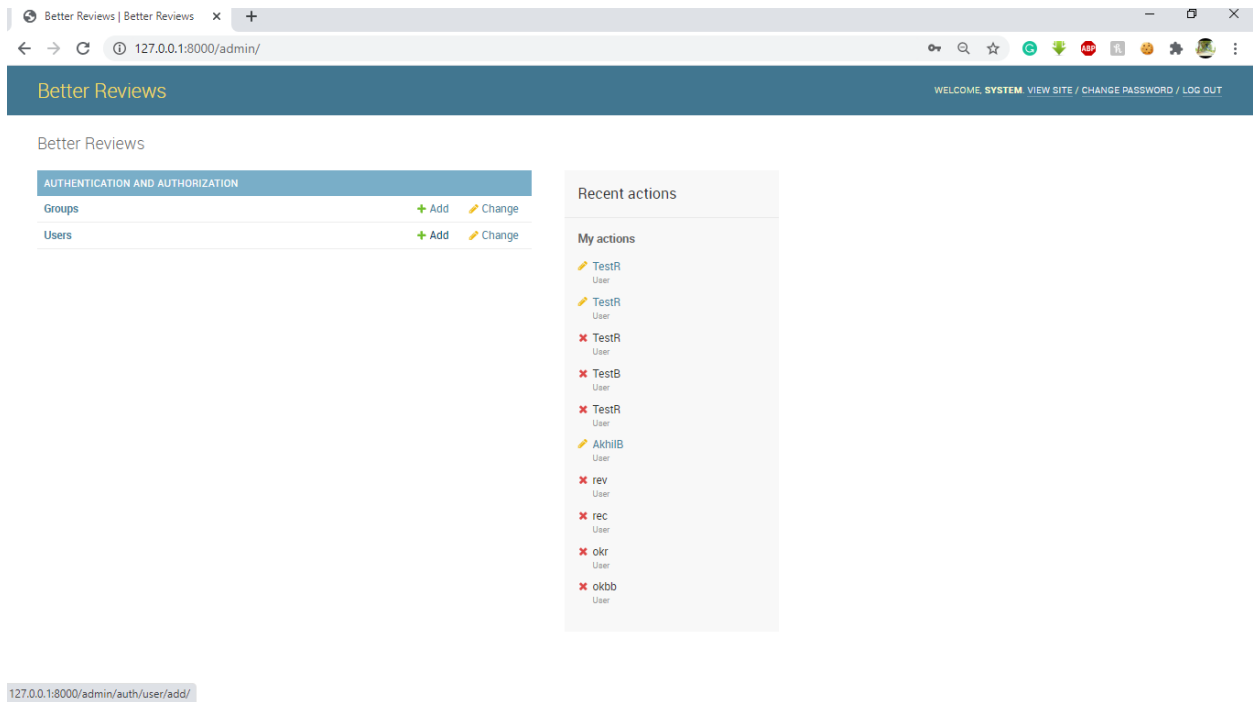 Better Reviews | Better Reviews
127.0.0.1:8000/admin/
ABP
Better Reviews
WELCOME, SYSTEM. VIEW SITE / CHANGE PASSWORD / LOG OUT
Better Reviews
AUTHENTICATION AND AUTHORIZATION
Groups Add Change
Users Add Change
Recent actions
My actions
TestR
User
TestR
User
TestR
User
TestB
User
TestR
User
AkhilB
User
rev
User
rec
User
okr
User
okbb
User
127.0.0.1:8000/admin/auth/user/add/